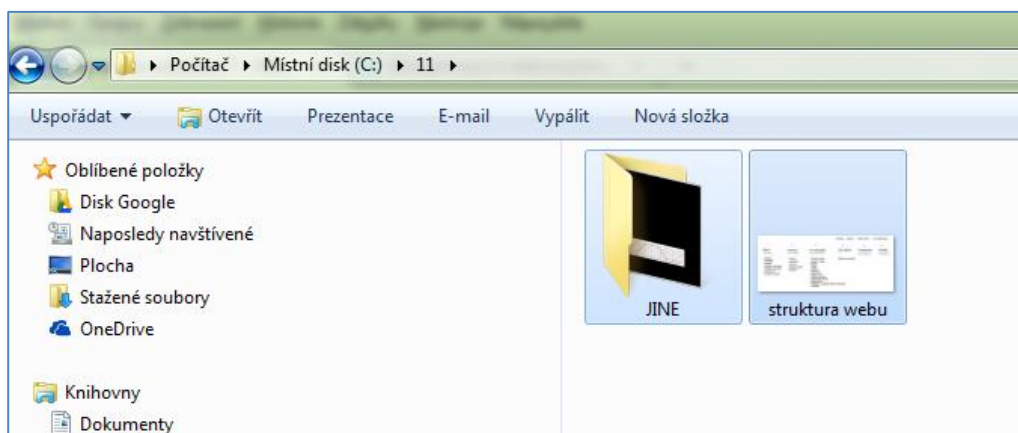 Počítač Místní disk (C:) 11
Uspořádat Otevřít Prezentace E-mail Vypálit Nová složka
Oblíbené položky
Disk Google
Naposledy navštívené
Plocha
Stažené soubory
OneDrive
Knihovny
Dokumenty
JINE struktura webu